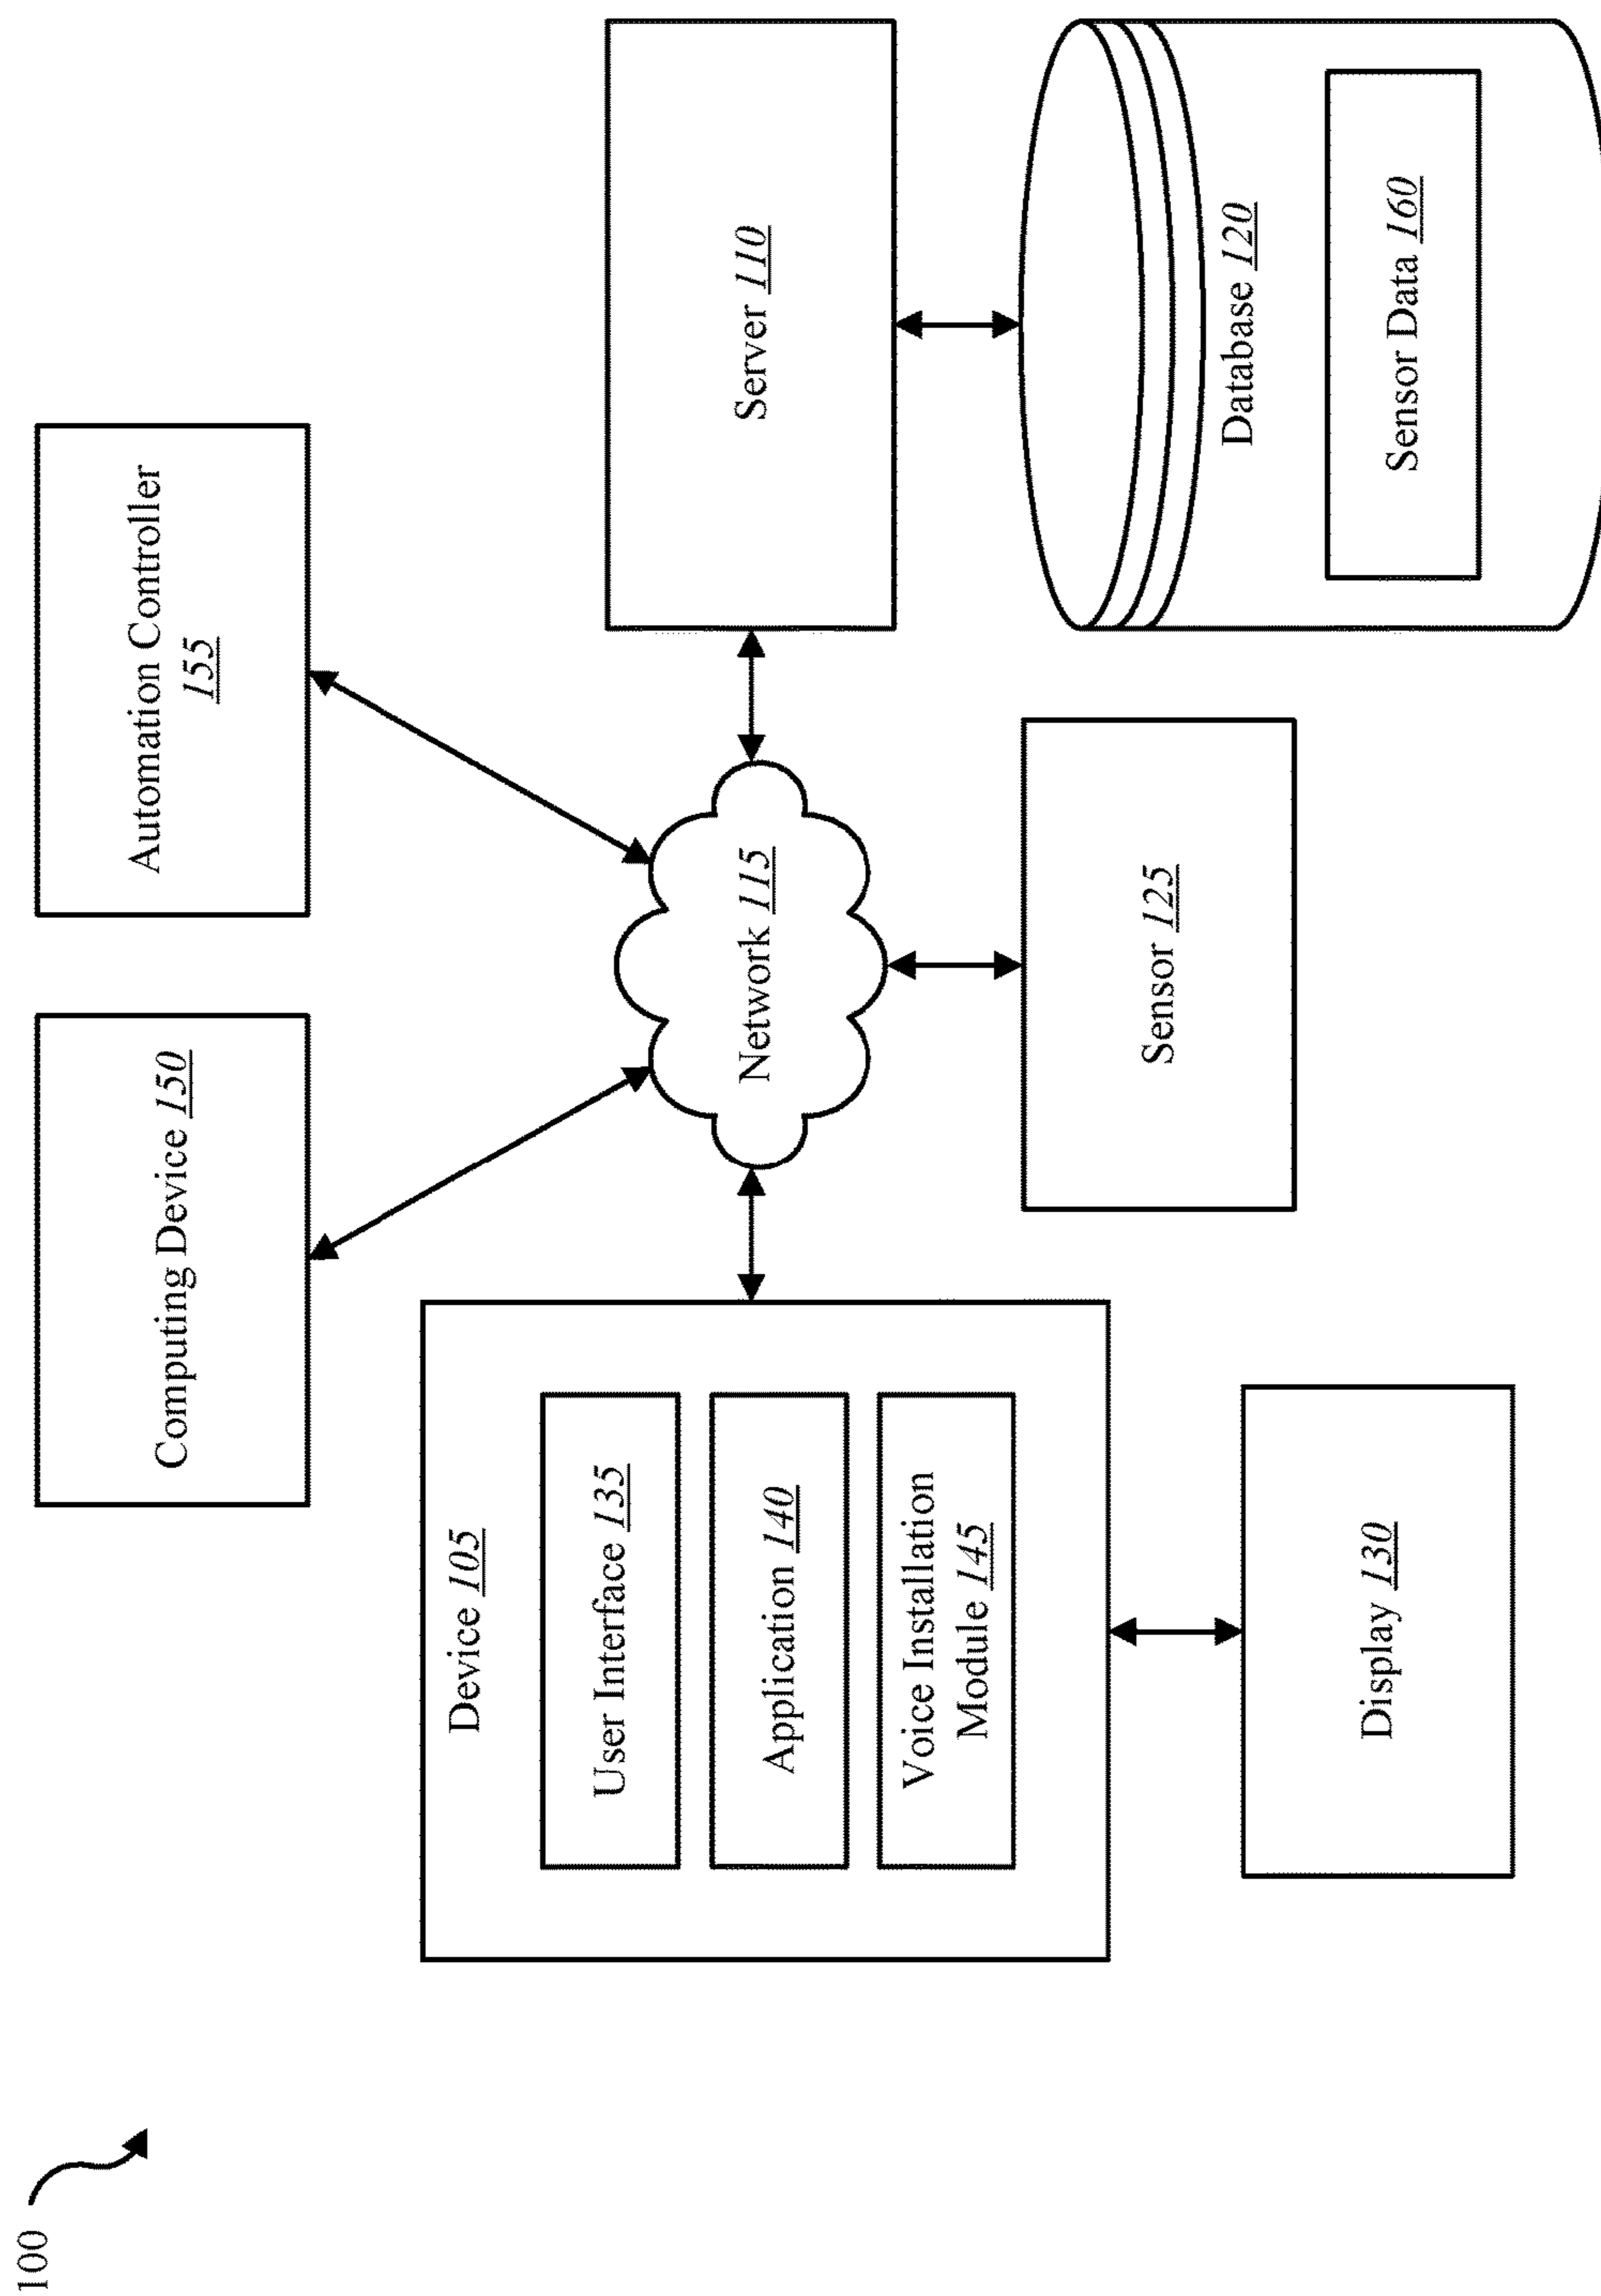 100
Computing Device 150
Automation Controller
155
Device 105
User Interface 135
Application 140
Voice Installation
Module 145
Network 115
Server 110
Display 130
Sensor 125
Database 120
Sensor Data 160